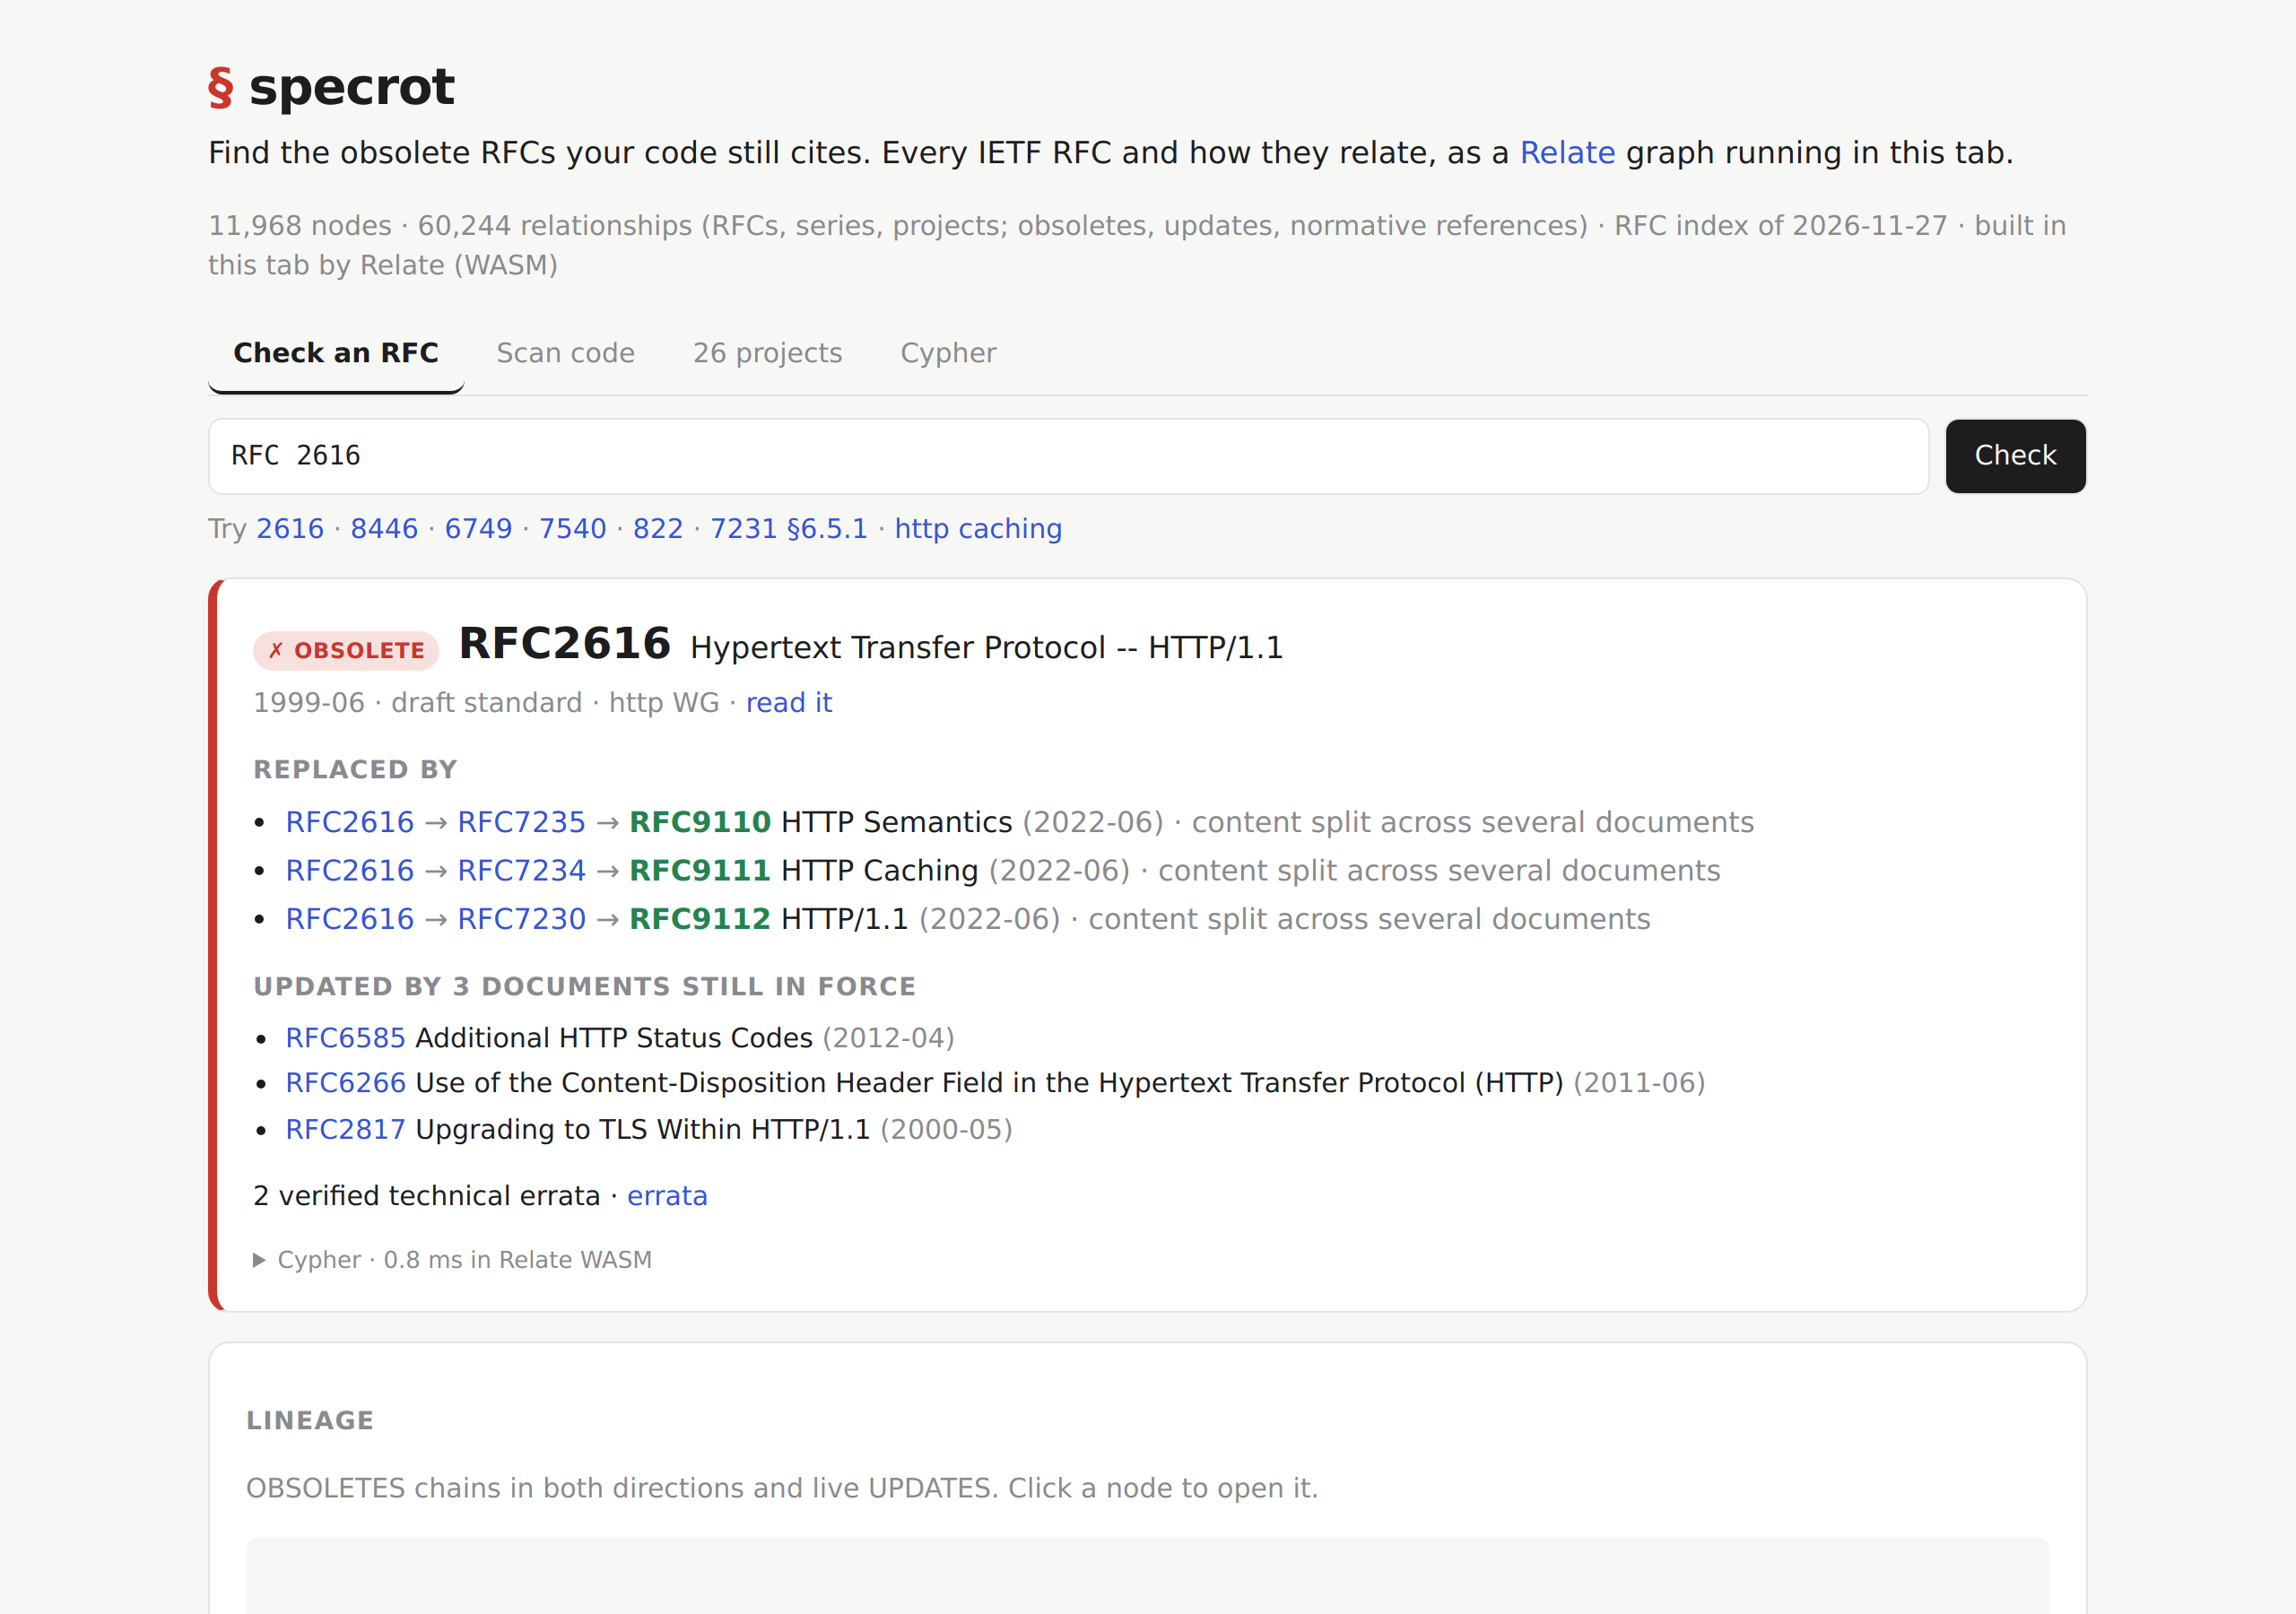 § specrot
Find the obsolete RFCs your code still cites. Every IETF RFC and how they relate, as a Relate graph running in this tab.
11,968 nodes · 60,244 relationships (RFCs, series, projects; obsoletes, updates, normative references) · RFC index of 2026-11-27 · built in
this tab by Relate (WASM)
Check an RFC Scan code 26 projects Cypher
RFC 2616 Check
Try 2616 · 8446 · 6749 · 7540 · 822 · 7231 §6.5.1 · http caching
✗ OBSOLETE RFC2616 Hypertext Transfer Protocol -- HTTP/1.1
1999-06 · draft standard · http WG · read it
REPLACED BY
• RFC2616 → RFC7235 → RFC9110 HTTP Semantics (2022-06) · content split across several documents
• RFC2616 → RFC7234 → RFC9111 HTTP Caching (2022-06) · content split across several documents
• RFC2616 → RFC7230 → RFC9112 HTTP/1.1 (2022-06) · content split across several documents
UPDATED BY 3 DOCUMENTS STILL IN FORCE
• RFC6585 Additional HTTP Status Codes (2012-04)
• RFC6266 Use of the Content-Disposition Header Field in the Hypertext Transfer Protocol (HTTP) (2011-06)
• RFC2817 Upgrading to TLS Within HTTP/1.1 (2000-05)
2 verified technical errata · errata
▶ Cypher · 0.8 ms in Relate WASM
LINEAGE
OBSOLETES chains in both directions and live UPDATES. Click a node to open it.